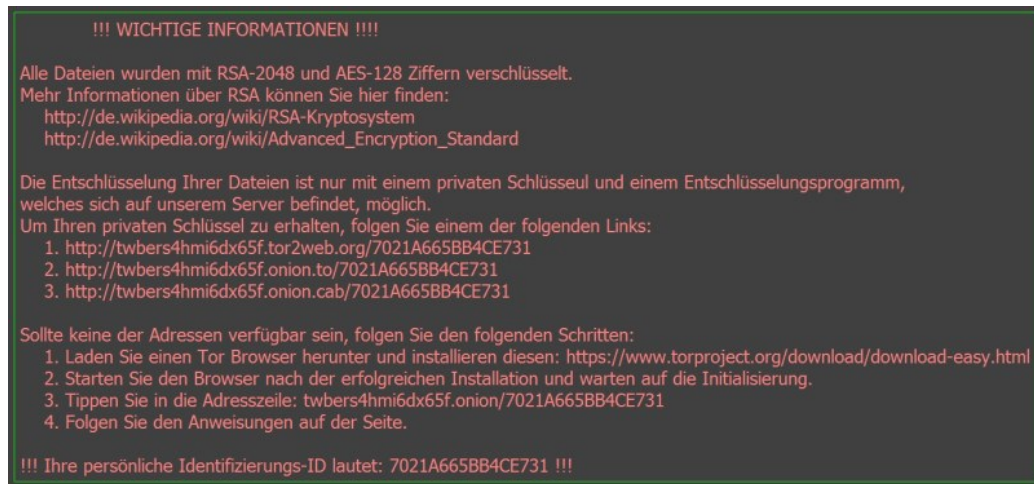 !!! WICHTIGE INFORMATIONEN !!!!
Alle Dateien wurden mit RSA-2048 und AES-128 Ziffern verschlüsselt.
Mehr Informationen über RSA können Sie hier finden:
http://de.wikipedia.org/wiki/RSA-Kryptosystem
http://de.wikipedia.org/wiki/Advanced_Encryption_Standard
Die Entschlüsselung Ihrer Dateien ist nur mit einem privaten Schlüsseul und einem Entschlüsselungsprogramm,
welches sich auf unserem Server befindet, möglich.
Um Ihren privaten Schlüssel zu erhalten, folgen Sie einem der folgenden Links:
1. http://twbers4hmi6dx65f.tor2web.org/7021A665BB4CE731
2. http://twbers4hmi6dx65f.onion.to/7021A665BB4CE731
3. http://twbers4hmi6dx65f.onion.cab/7021A665BB4CE731
Sollte keine der Adressen verfügbar sein, folgen Sie den folgenden Schritten:
1. Laden Sie einen Tor Browser herunter und installieren diesen: https://www.torproject.org/download/download-easy.html
2. Starten Sie den Browser nach der erfolgreichen Installation und warten auf die Initialisierung.
3. Tippen Sie in die Adresszeile: twbers4hmi6dx65f.onion/7021A665BB4CE731
4. Folgen Sie den Anweisungen auf der Seite.
!!! Ihre persönliche Identifizierungs-ID lautet: 7021A665BB4CE731 !!!